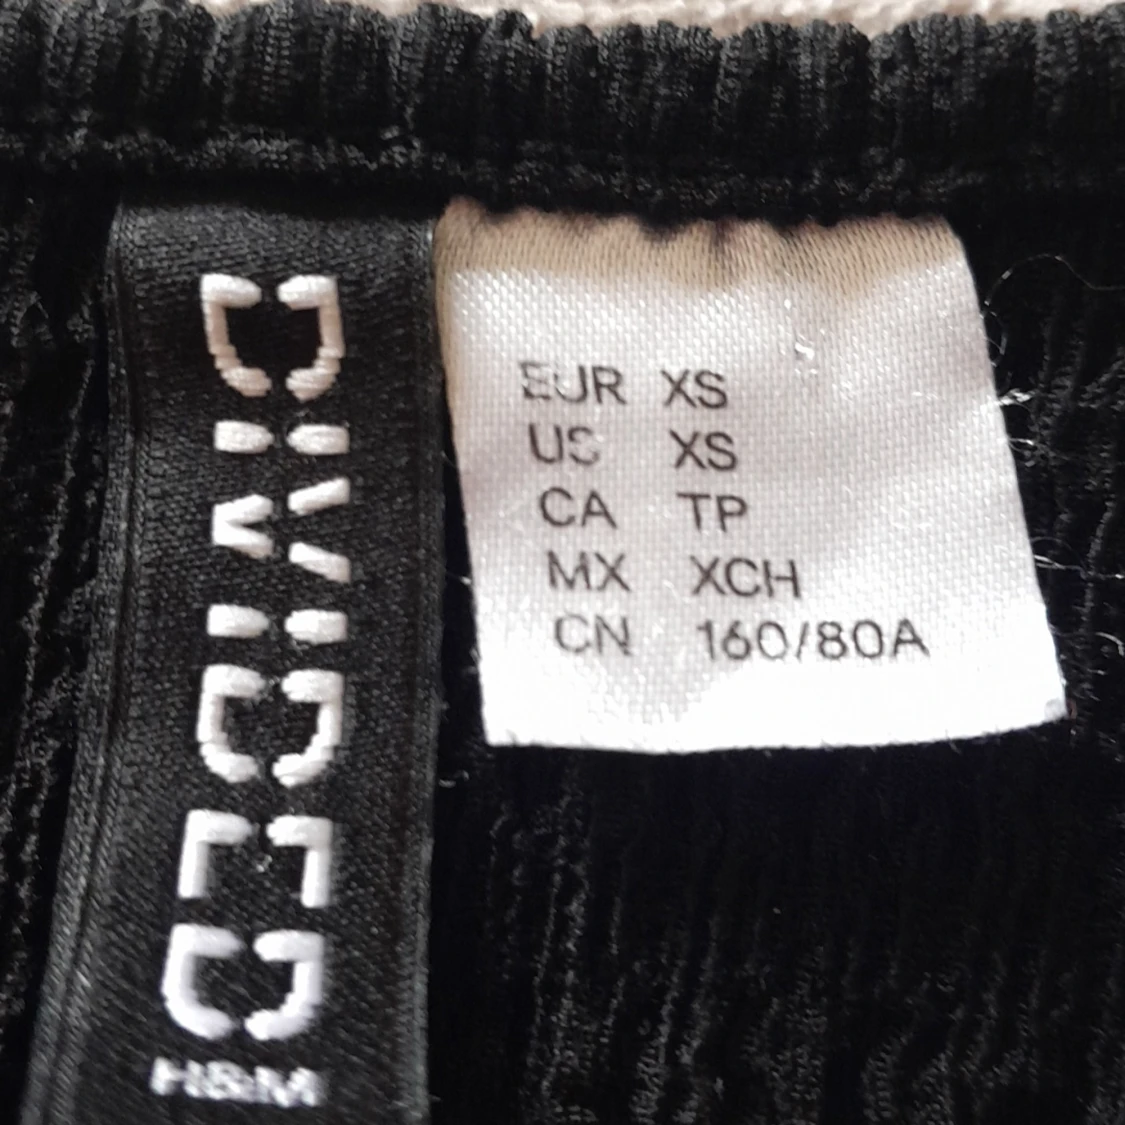 DIVIDED
H&M
EUR XS
US XS
CA TP
MX XCH
CN 160/80A